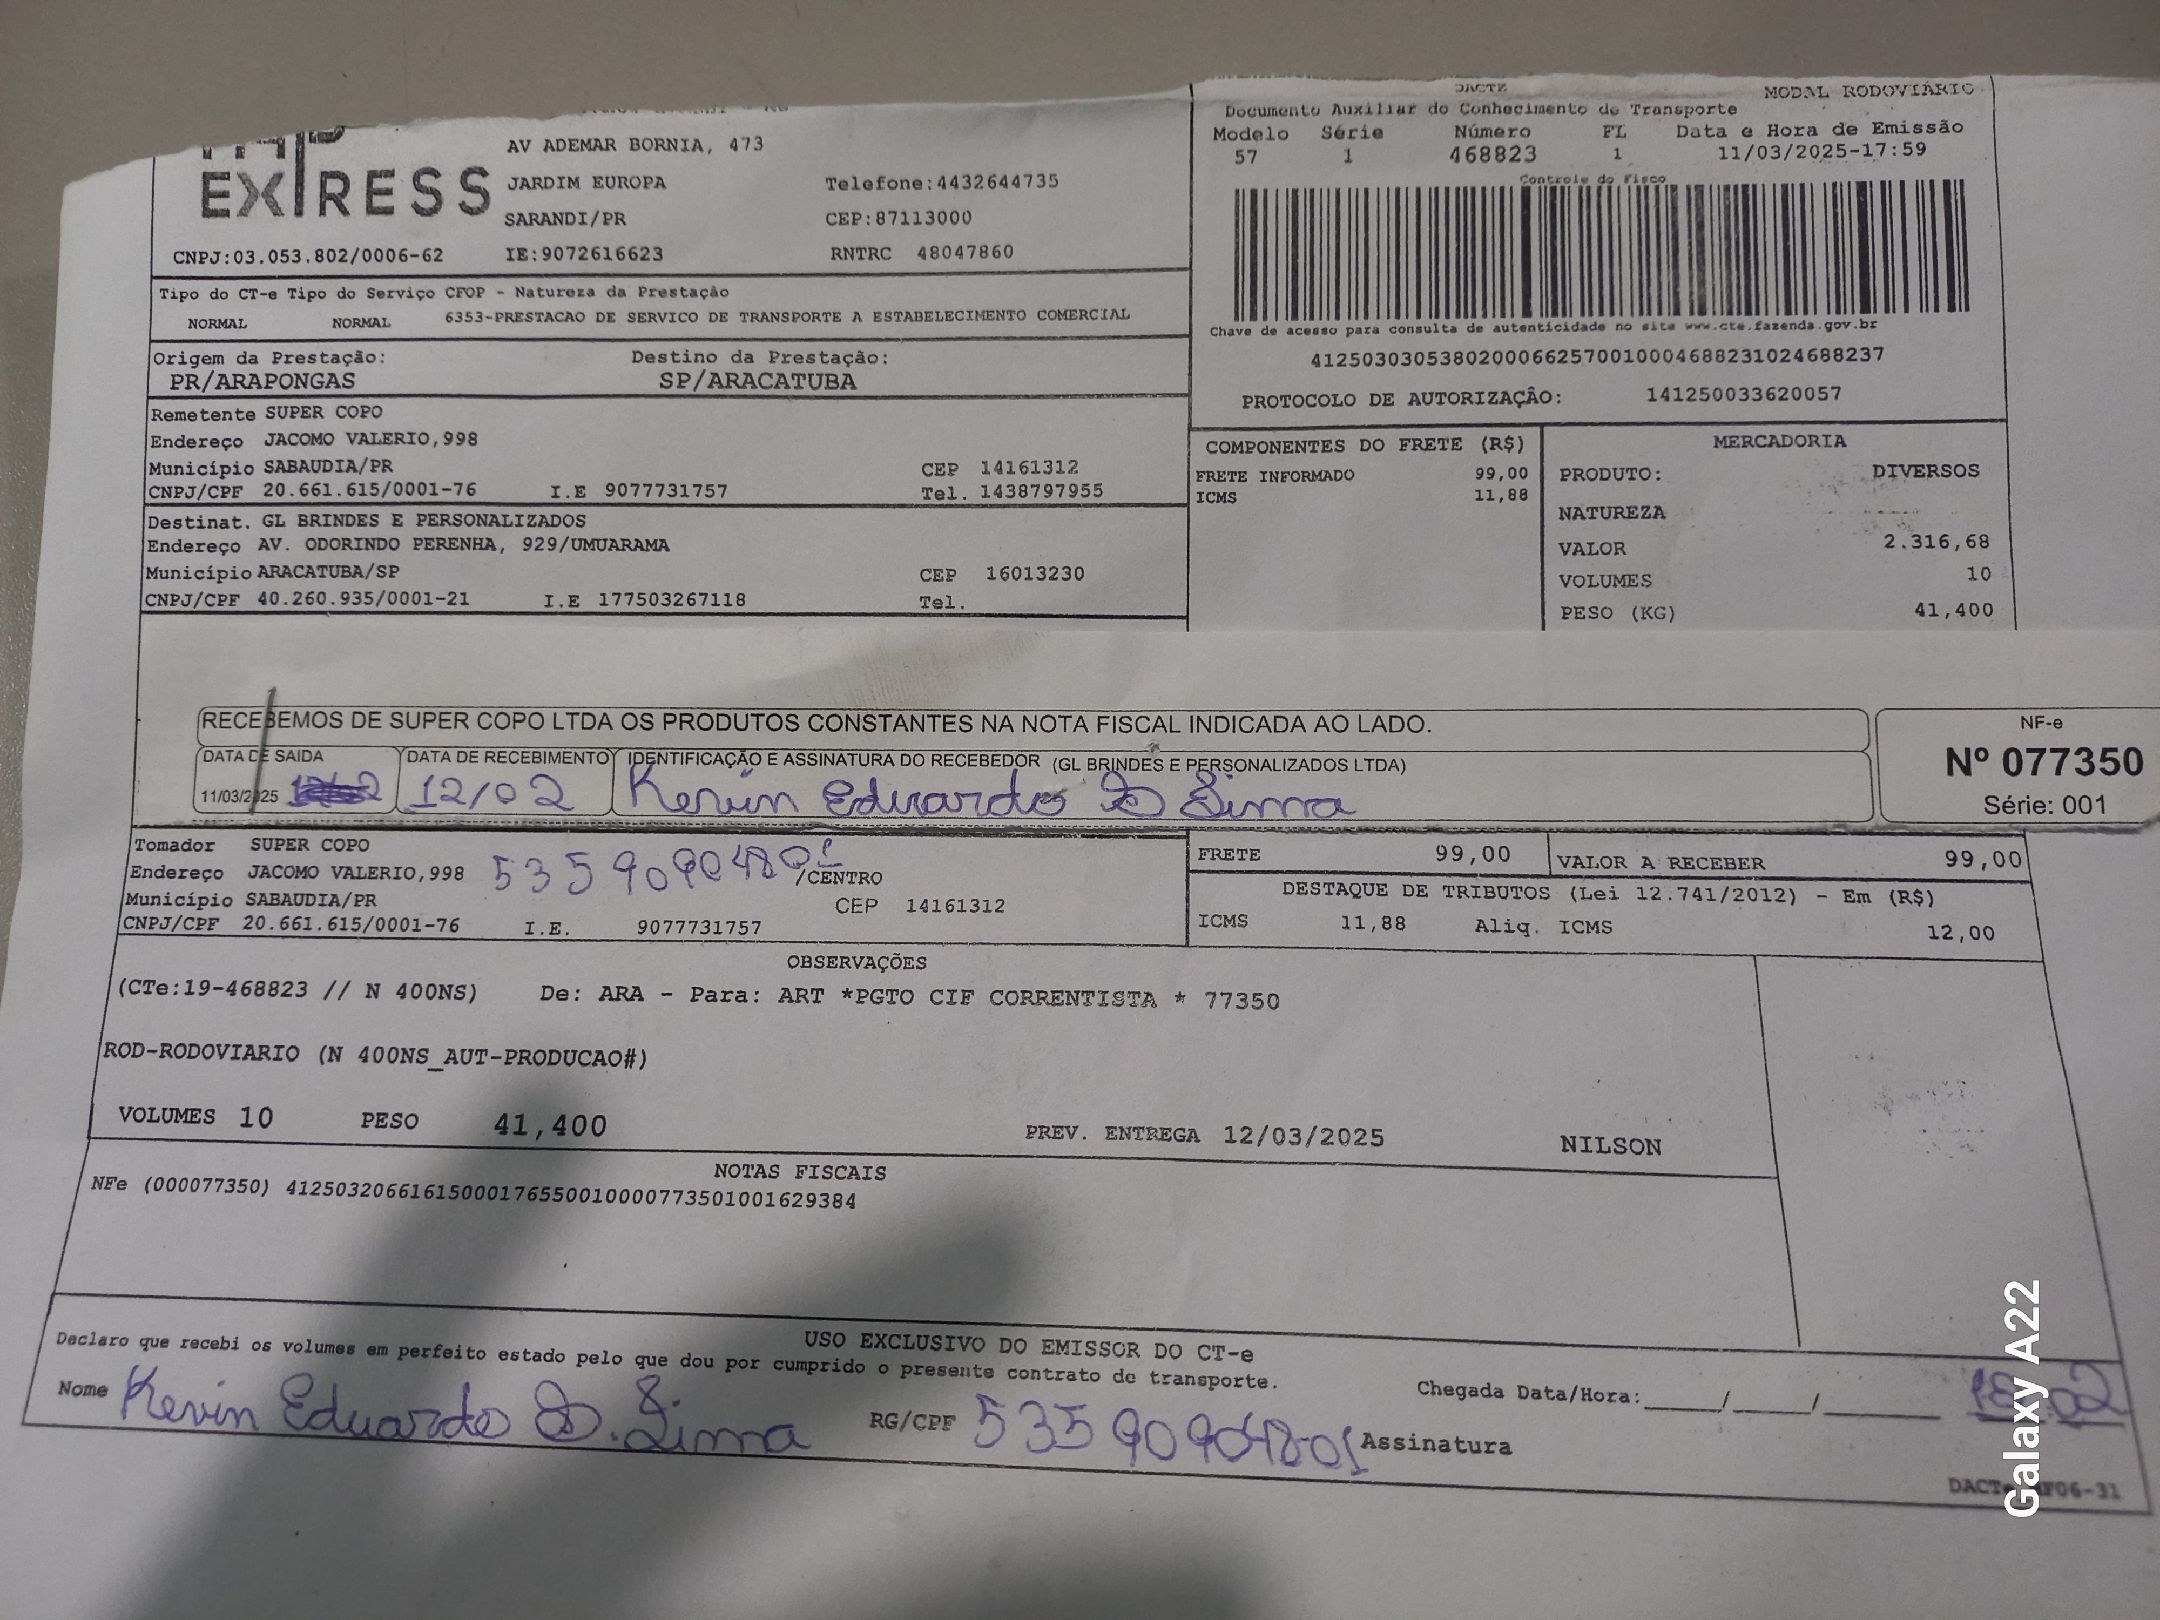 DACTE
MODAL RODOVIÁRIO
Documento Auxiliar do Conhecimento de Transporte
Modelo Série Número FL Data e Hora de Emissão
57 1 468823 1 11/03/2025-17:59
Controle do Fisco
EXPRESS
AV ADEMAR BORNIA, 473
JARDIM EUROPA Telefone:4432644735
SARANDI/PR CEP:87113000
CNPJ:03.053.802/0006-62 IE:9072616623 RNTRC 48047860
Tipo do CT-e Tipo do Serviço CFOP - Natureza da Prestação
NORMAL NORMAL 6353-PRESTACAO DE SERVICO DE TRANSPORTE A ESTABELECIMENTO COMERCIAL
Chave de acesso para consulta de autenticidade no site www.cte.fazenda.gov.br
41250303053802000662570010004688231024688237
PROTOCOLO DE AUTORIZAÇÃO: 141250033620057
Origem da Prestação: Destino da Prestação:
PR/ARAPONGAS SP/ARACATUBA
Remetente SUPER COPO
Endereço JACOMO VALERIO,998
Município SABAUDIA/PR CEP 14161312
CNPJ/CPF 20.661.615/0001-76 I.E 9077731757 Tel. 1438797955
Destinat. GL BRINDES E PERSONALIZADOS
Endereço AV. ODORINDO PERENHA, 929/UMUARAMA
Município ARACATUBA/SP CEP 16013230
CNPJ/CPF 40.260.935/0001-21 I.E 177503267118 Tel.
COMPONENTES DO FRETE (R$)
FRETE INFORMADO 99,00
ICMS 11,88
MERCADORIA
PRODUTO: DIVERSOS
NATUREZA
VALOR 2.316,68
VOLUMES 10
PESO (KG) 41,400
RECEBEMOS DE SUPER COPO LTDA OS PRODUTOS CONSTANTES NA NOTA FISCAL INDICADA AO LADO.
DATA DE SAIDA DATA DE RECEBIMENTO IDENTIFICAÇÃO E ASSINATURA DO RECEBEDOR (GL BRINDES E PERSONALIZADOS LTDA)
11/03/2025 12/02 Kevin Eduardo D Lima
NF-e
Nº 077350
Série: 001
Tomador SUPER COPO
Endereço JACOMO VALERIO,998 53590904801 /CENTRO
Município SABAUDIA/PR CEP 14161312
CNPJ/CPF 20.661.615/0001-76 I.E. 9077731757
FRETE 99,00 VALOR A RECEBER 99,00
DESTAQUE DE TRIBUTOS (Lei 12.741/2012) - Em (R$)
ICMS 11,88 Aliq. ICMS 12,00
OBSERVAÇÕES
(CTe:19-468823 // N 400NS) De: ARA - Para: ART *PGTO CIF CORRENTISTA * 77350
ROD-RODOVIARIO (N 400NS_AUT-PRODUCAO#)
VOLUMES 10 PESO 41,400 PREV. ENTREGA 12/03/2025 NILSON
NOTAS FISCAIS
NFe (000077350) 41250320661615000176550010000773501001629384
USO EXCLUSIVO DO EMISSOR DO CT-e
Declaro que recebi os volumes em perfeito estado pelo que dou por cumprido o presente contrato de transporte.
Nome Kevin Eduardo D. S. Lima RG/CPF 53590904801 Assinatura
Chegada Data/Hora:____/____/______
Galaxy A22